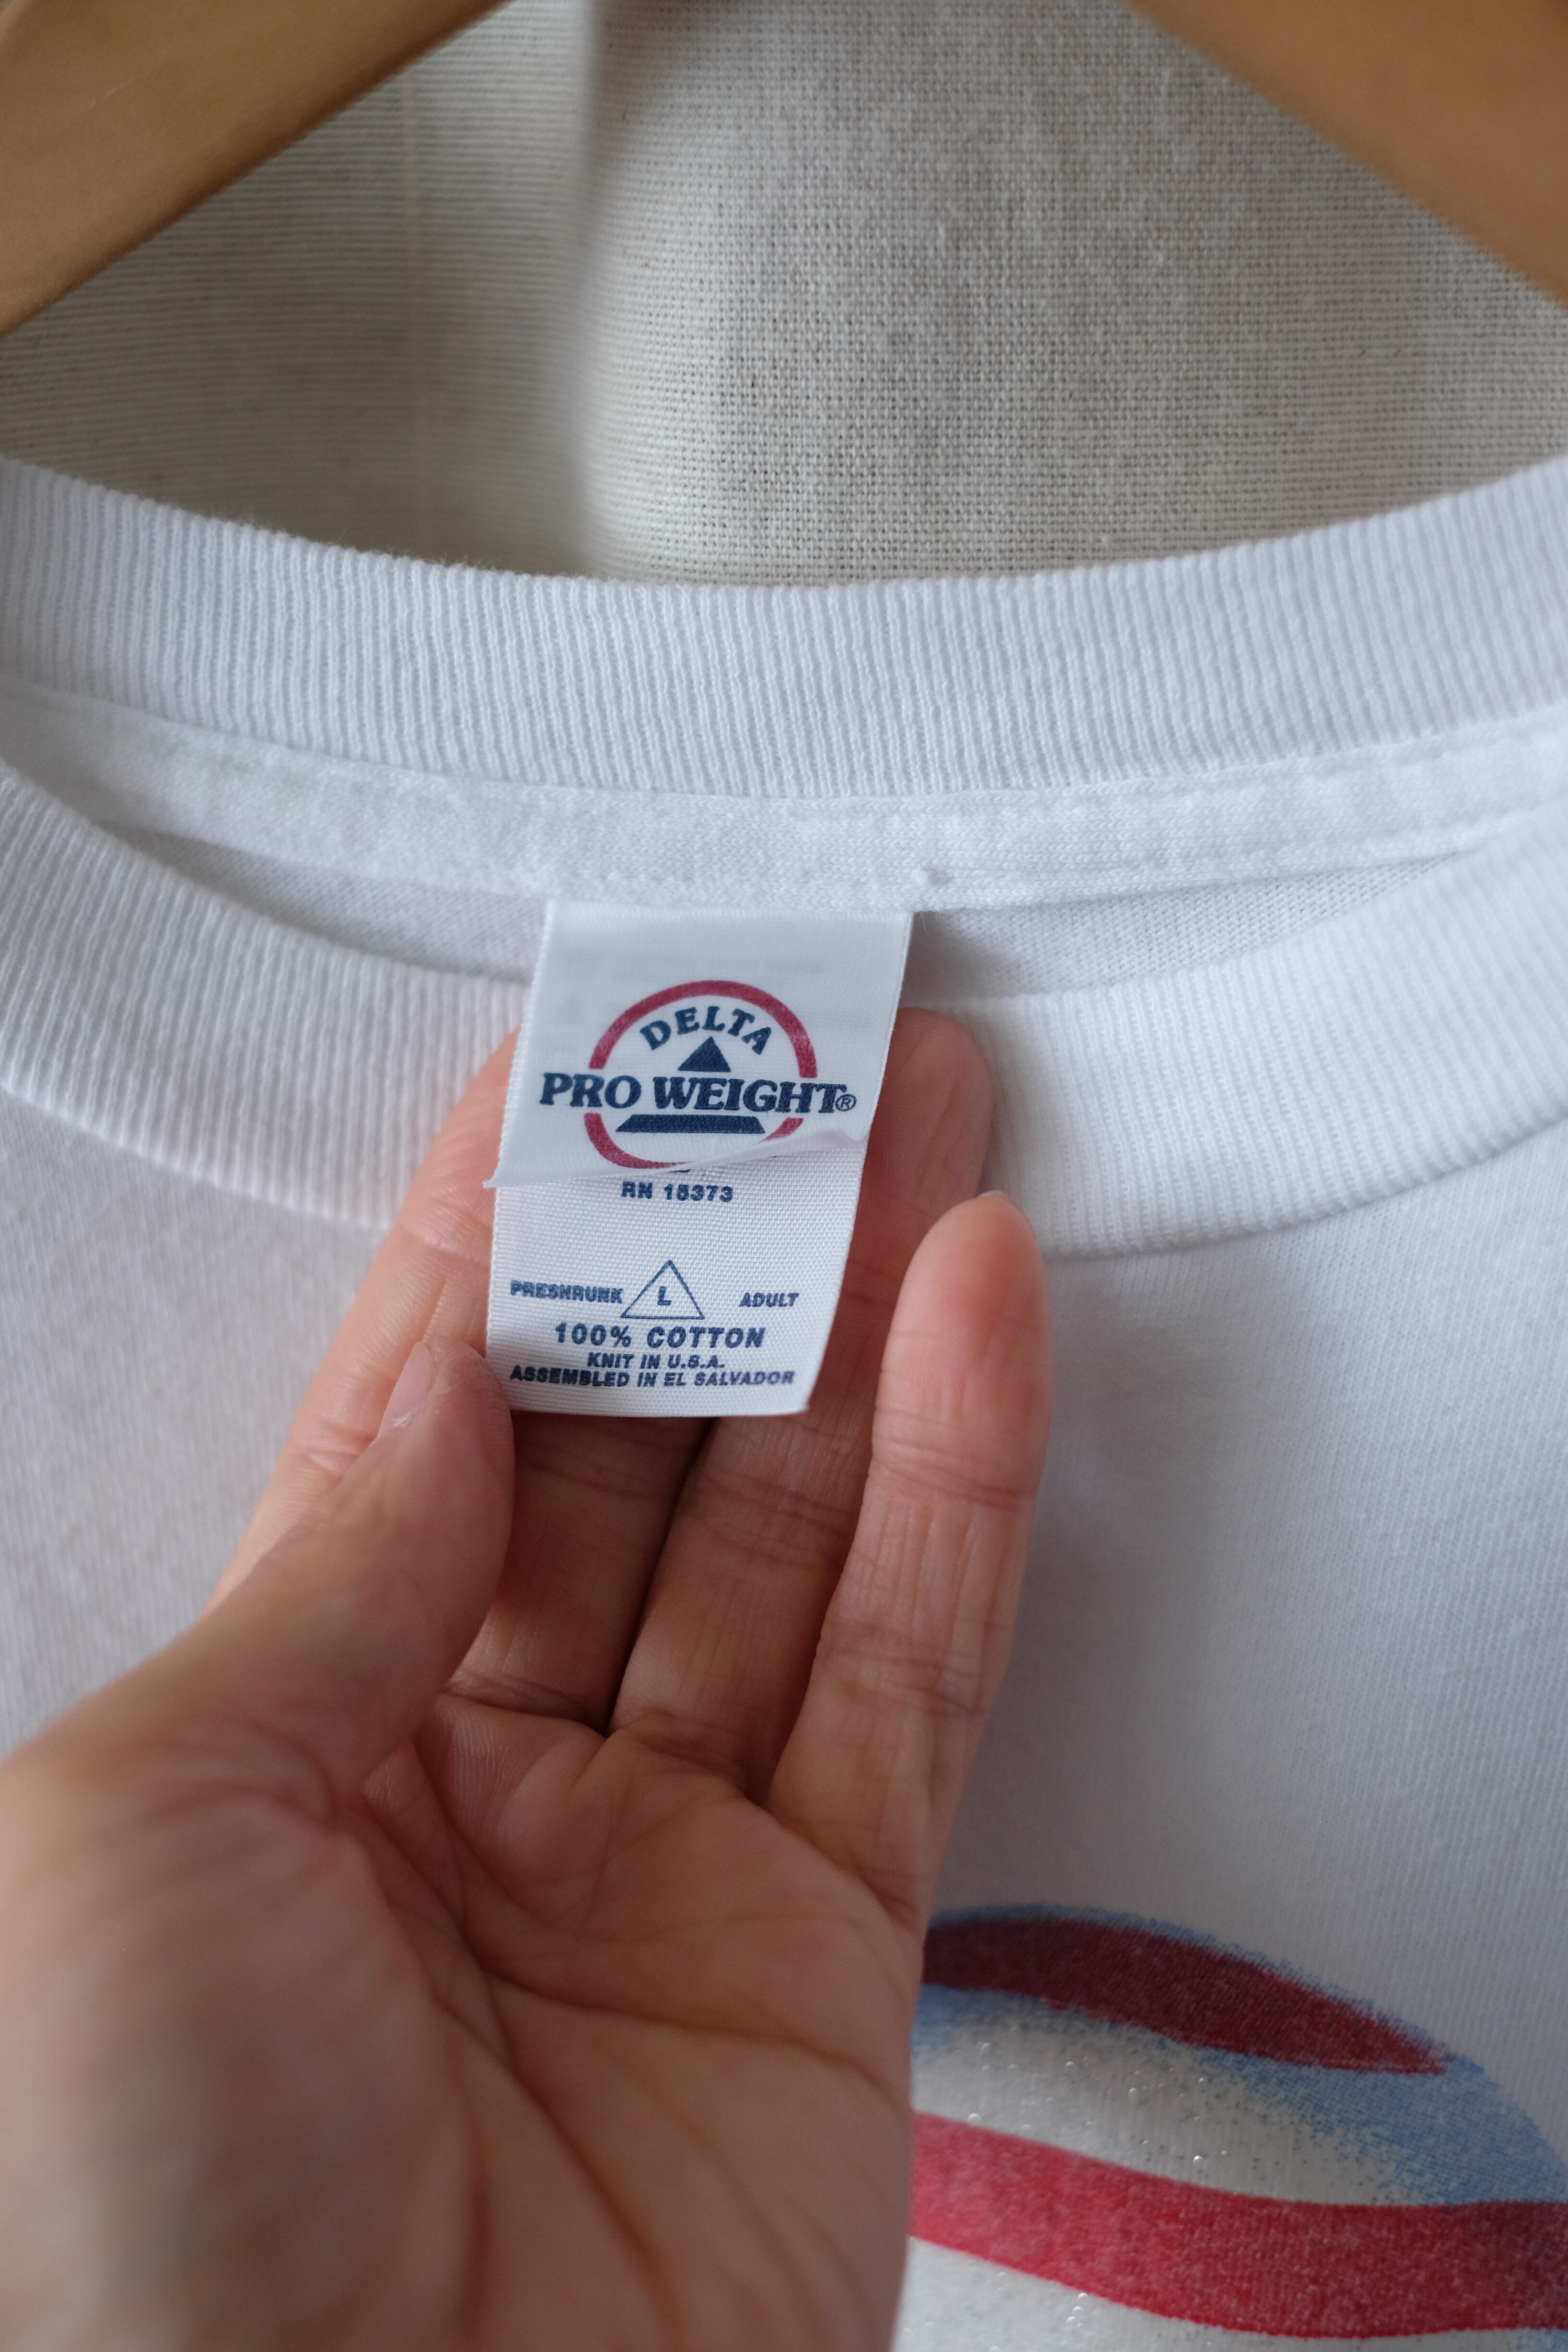 DELTA
PRO WEIGHT®
RN 15373
PRESHRUNK L ADULT
100% COTTON
KNIT IN U.S.A.
ASSEMBLED IN EL SALVADOR